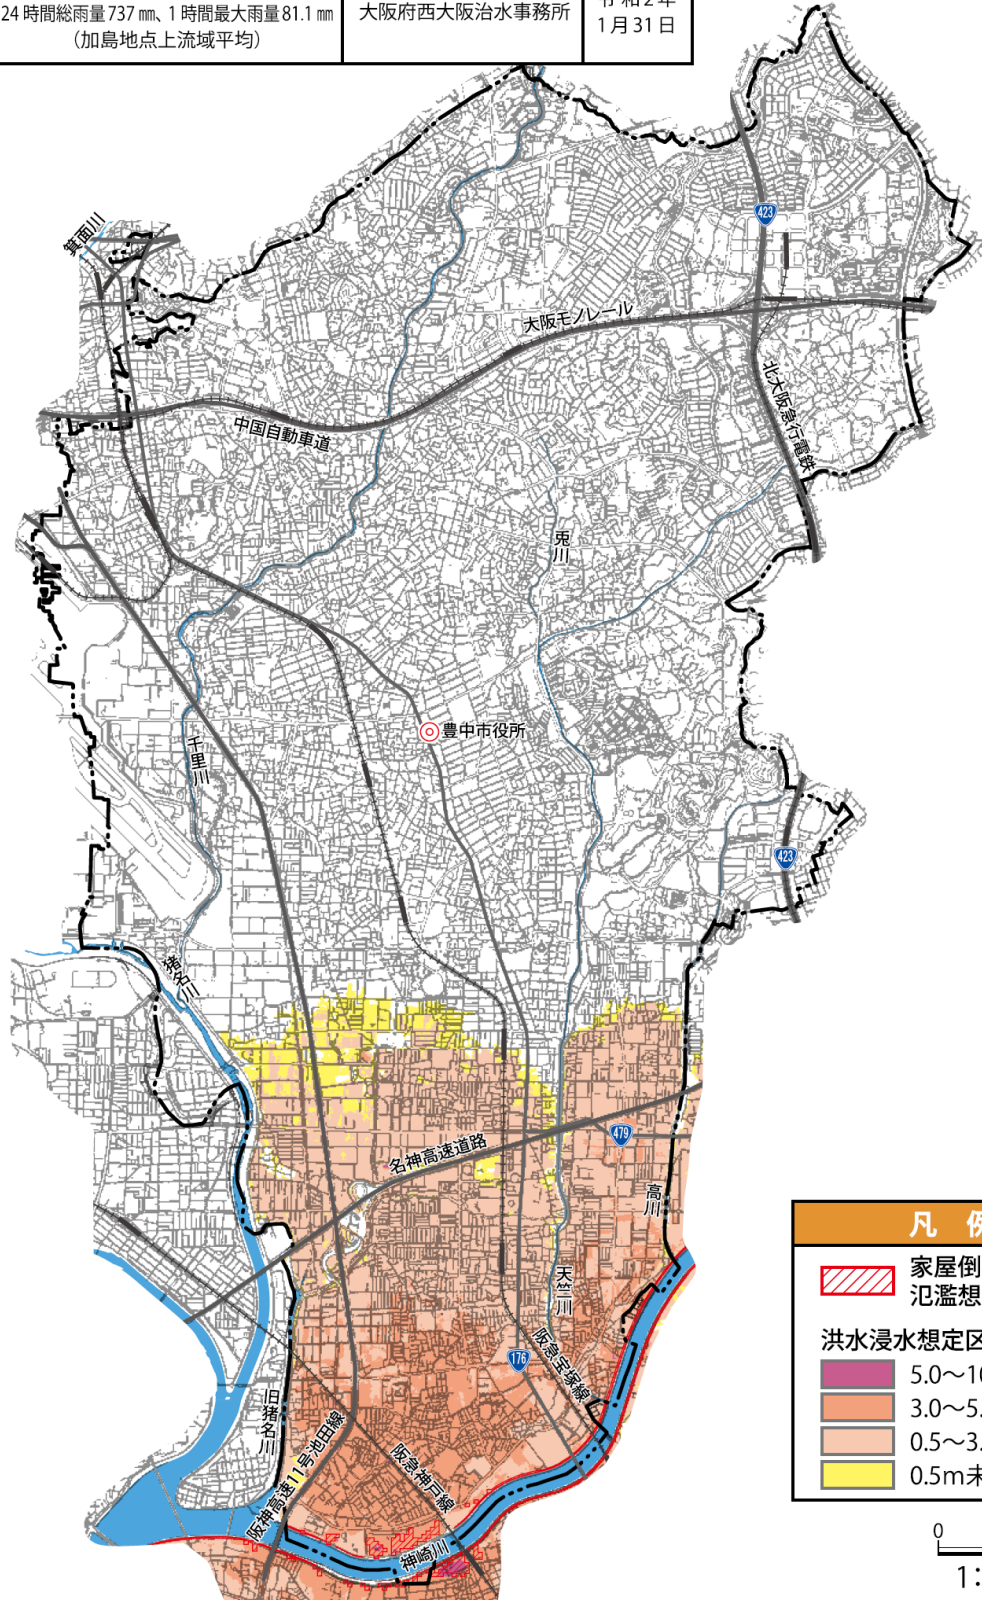 24時間総雨量737㎜、1時間最大雨量81.1㎜
（加島地点上流域平均）
大阪府西大阪治水事務所
令和2年
1月31日
423
箕面川
大阪モノレール
北大阪急行電鉄
中国自動車道
兎川
豊中市役所
千里川
423
猪名川
479
名神高速道路
高川
天竺川
176
阪急宝塚線
旧猪名川
阪神高速11号池田線
阪急神戸線
神崎川
凡 例
家屋倒
氾濫想
洪水浸水想定区
5.0～10
3.0～5.
0.5～3.
0.5m未
0
1：